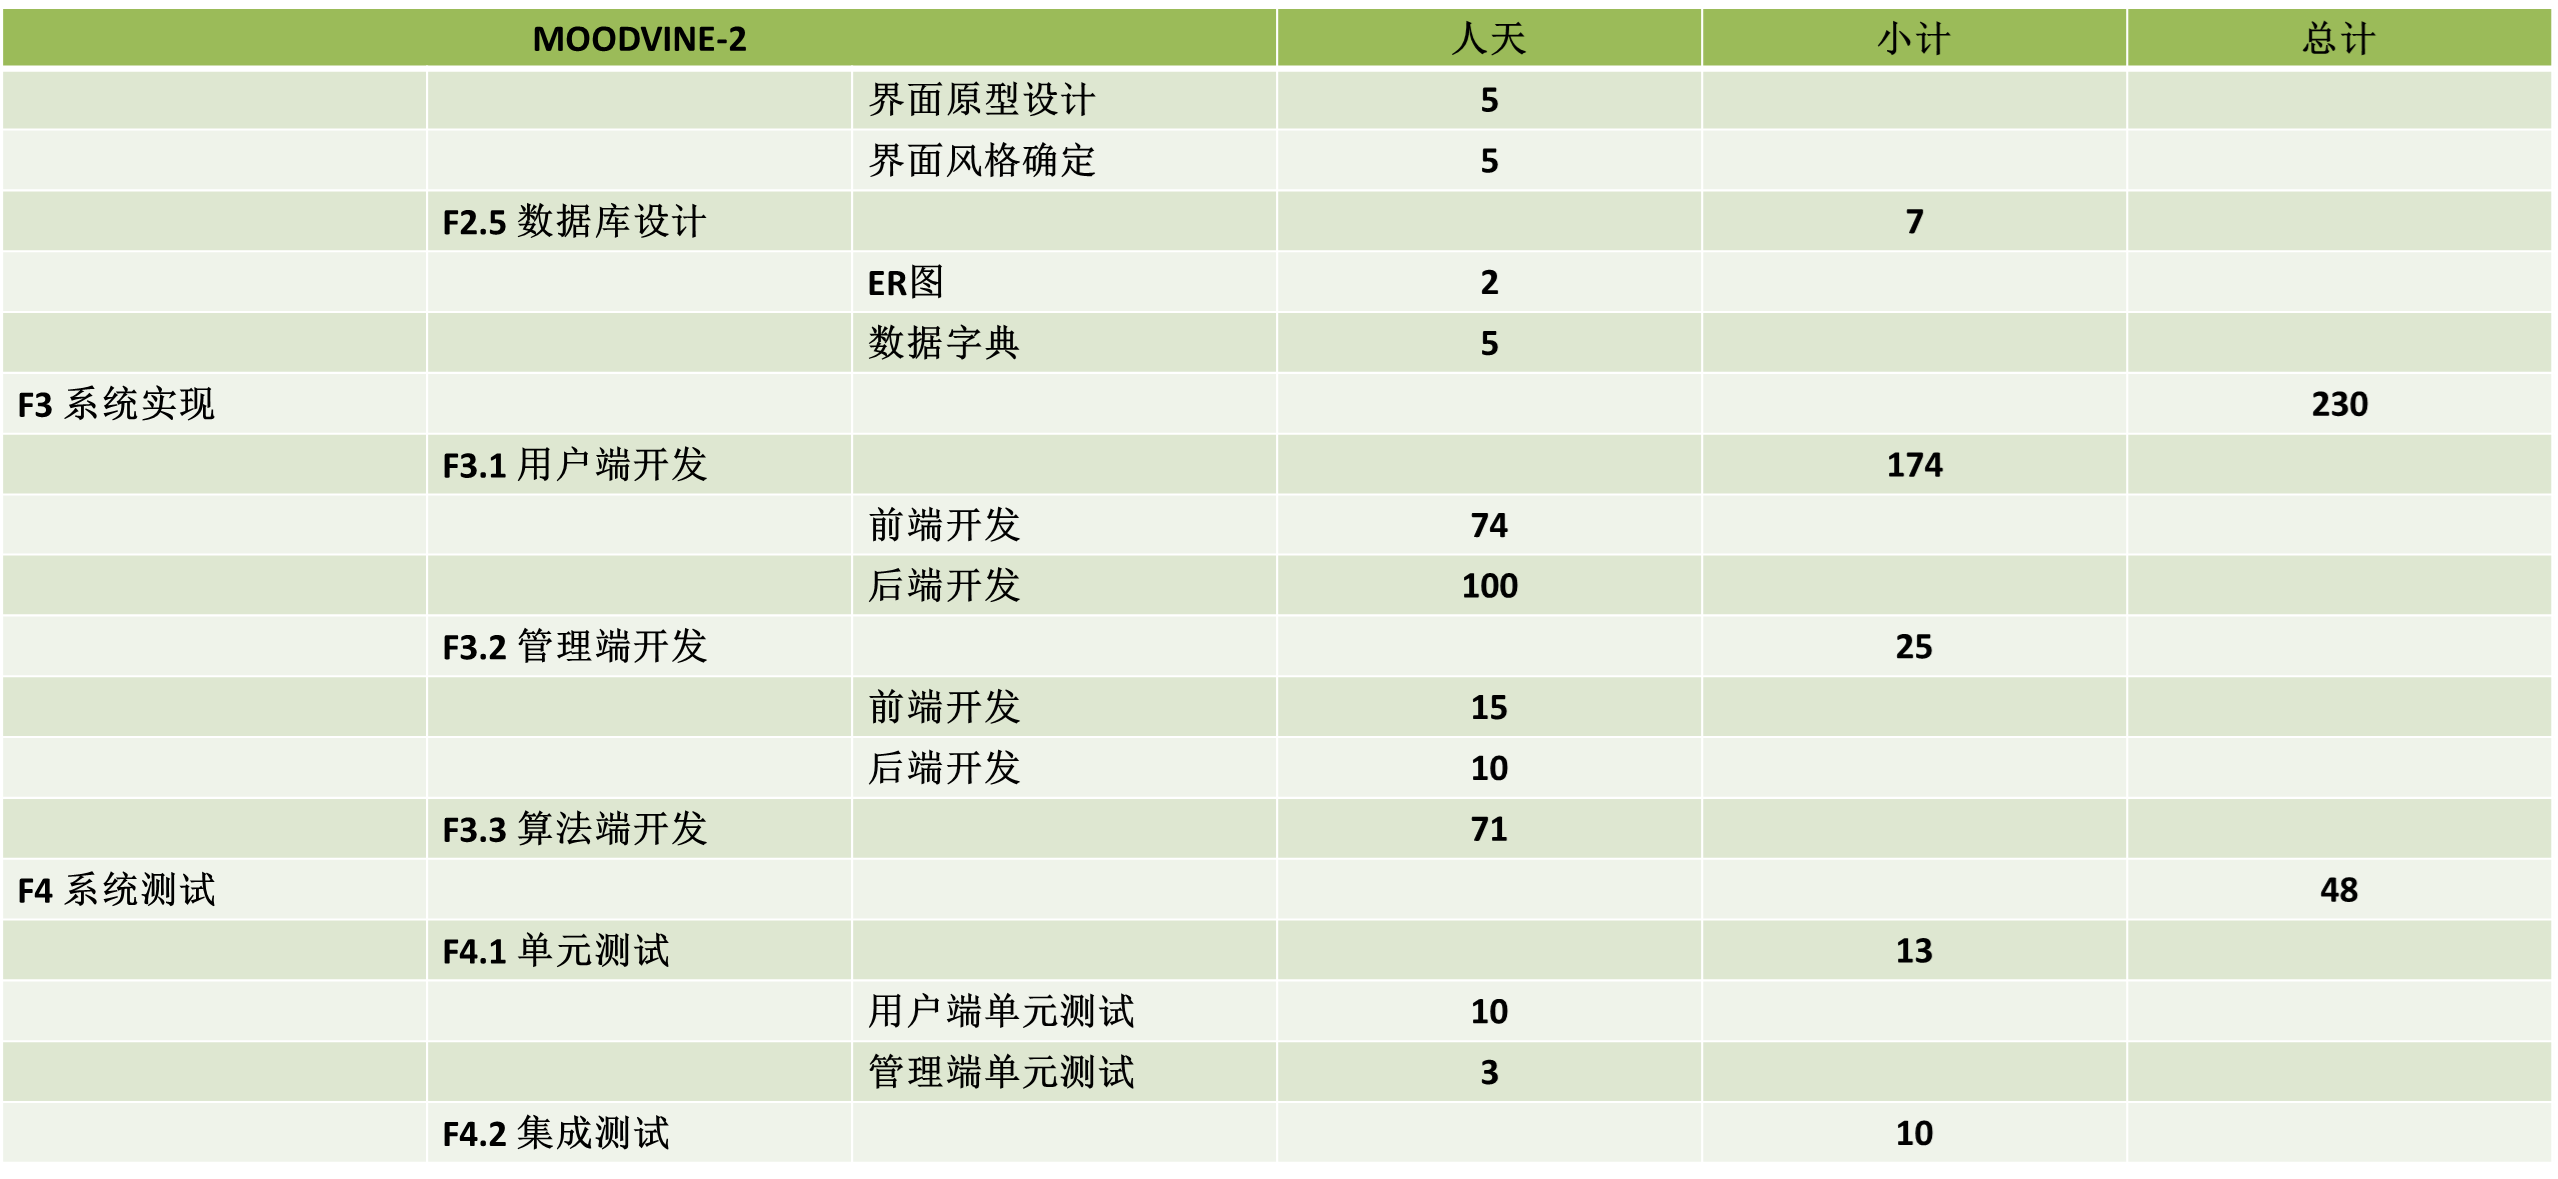 MOODVINE-2 人天 小计 总计
界面原型设计 5
界面风格确定 5
F2.5 数据库设计 7
ER图 2
数据字典 5
F3 系统实现 230
F3.1 用户端开发 174
前端开发 74
后端开发 100
F3.2 管理端开发 25
前端开发 15
后端开发 10
F3.3 算法端开发 71
F4 系统测试 48
F4.1 单元测试 13
用户端单元测试 10
管理端单元测试 3
F4.2 集成测试 10